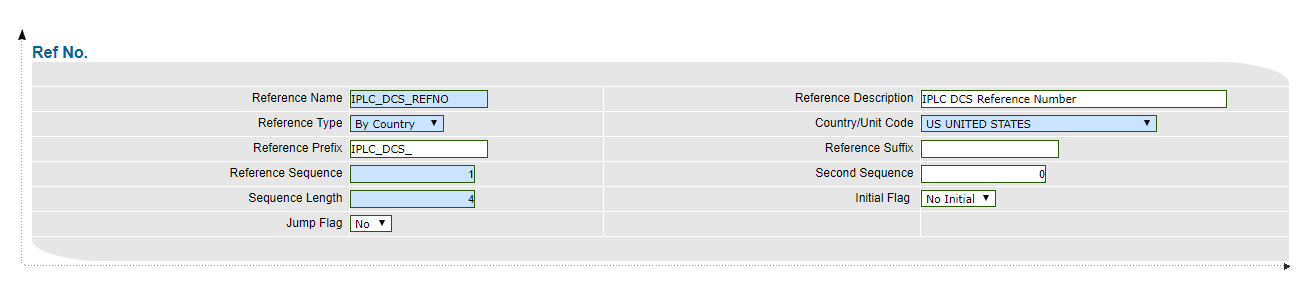 Ref No.
Reference Name IPLC_DCS_REFNO Reference Description IPLC DCS Reference Number
Reference Type By Country Country/Unit Code US UNITED STATES
Reference Prefix IPLC_DCS_ Reference Suffix
Reference Sequence 1 Second Sequence 0
Sequence Length 4 Initial Flag No Initial
Jump Flag No